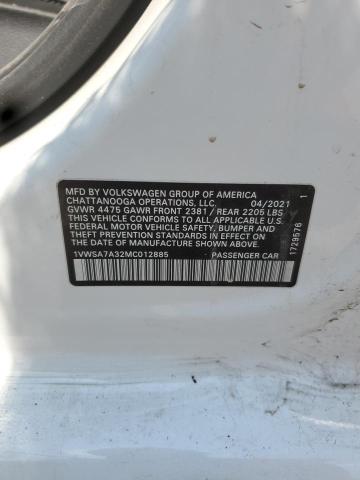 MFD BY VOLKSWAGEN GROUP OF AMERICA
CHATTANOOGA OPERATIONS, LLC. 04/2021
GVWR 4475 GAWR FRONT 2381 / REAR 2205 LBS
THIS VEHICLE CONFORMS TO ALL APPLICABLE U.S.
FEDERAL MOTOR VEHICLE SAFETY, BUMPER AND
THEFT PREVENTION STANDARDS IN EFFECT ON THE
DATE OF MANUFACTURE SHOWN ABOVE.
1VWSA7A32MC012885 PASSENGER CAR
1729576 1